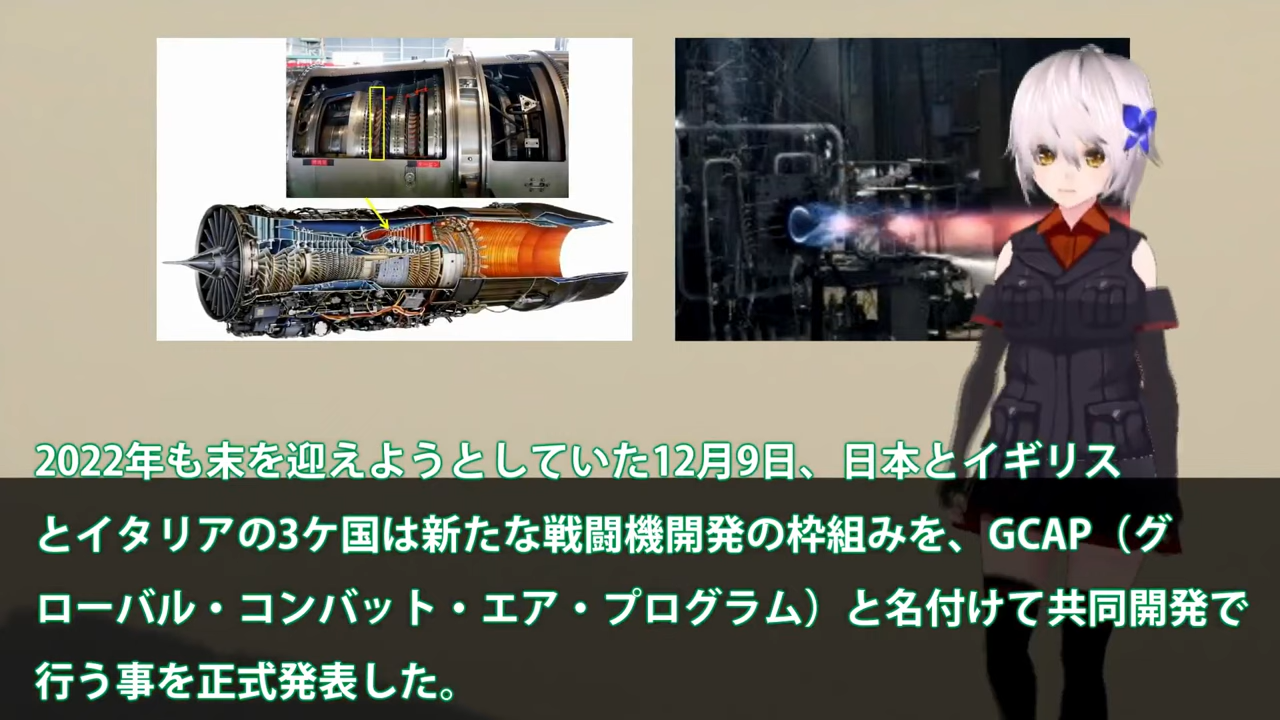 2022年も末を迎えようとしていた12月9日、日本とイギリス
とイタリアの3ケ国は新たな戦闘機開発の枠組みを、GCAP（グ
ローバル・コンバット・エア・プログラム）と名付けて共同開発で
行う事を正式発表した。